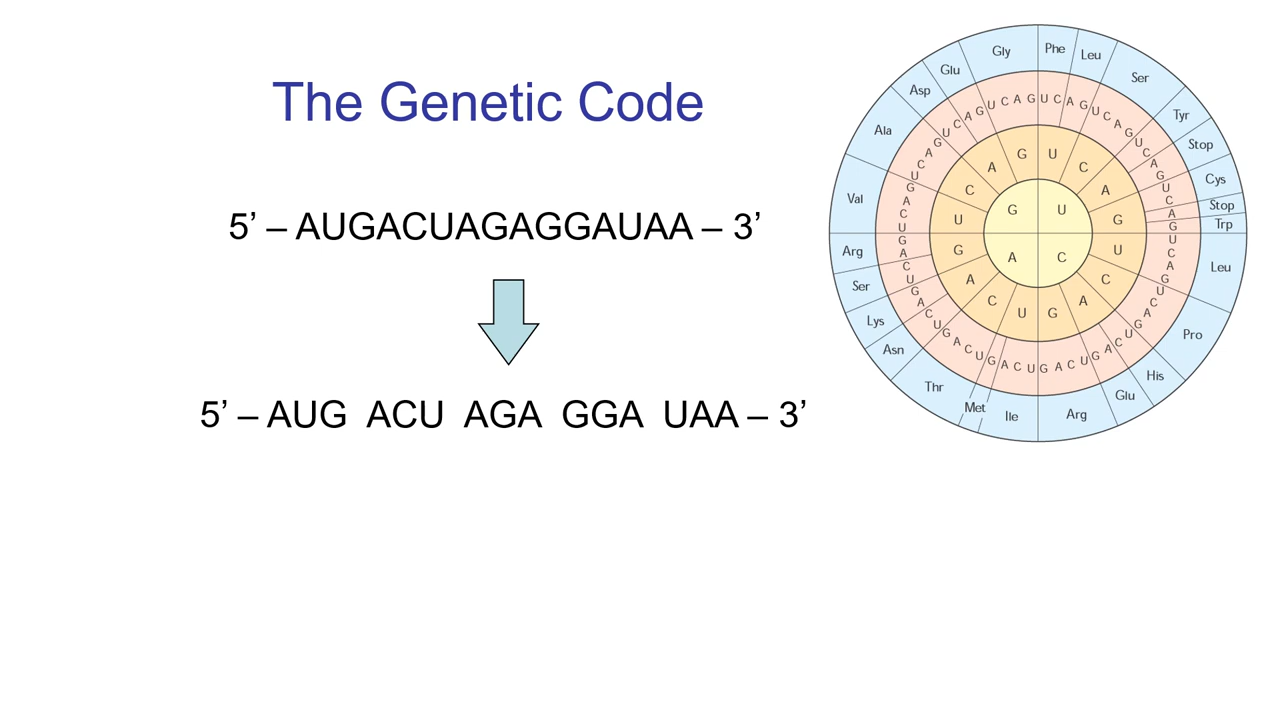 The Genetic Code
5’ – AUGACUAGAGGAUAA – 3’
5’ – AUG ACU AGA GGA UAA – 3’
Gly Phe Leu Ser Tyr Stop Cys Stop Trp Leu Pro His Glu Arg Ile Met Thr Asn Lys Ser Arg Val Ala Asp Glu
U C A G U C A G U C A G U C A G U C A G U C A G U C A G U C A G U C A G U C A G U C A G U C A G U C A G U C A G U C A G U C A G
U C A G U C A G U C A G U C A G
G U
A C